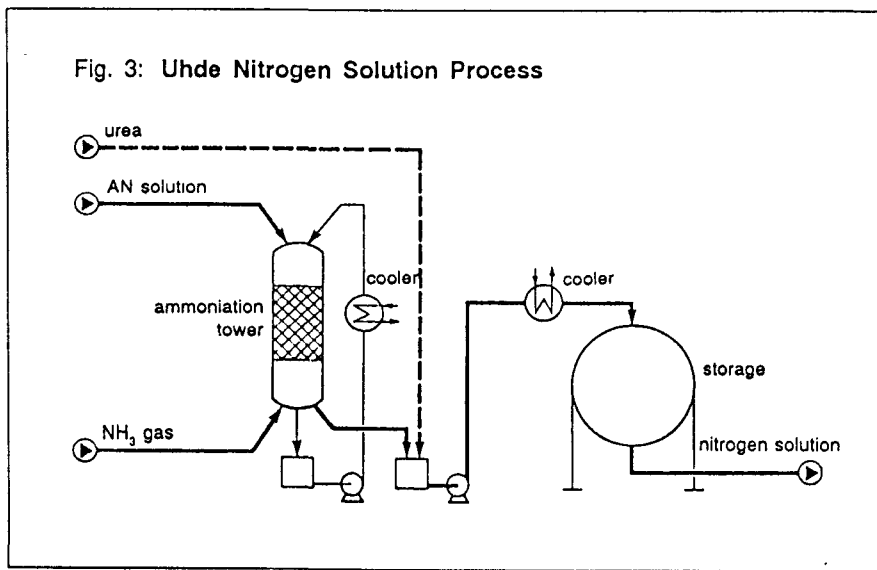 Fig. 3: Uhde Nitrogen Solution Process
urea
AN solution
cooler
cooler
ammoniation
tower
storage
NH₃ gas
nitrogen solution